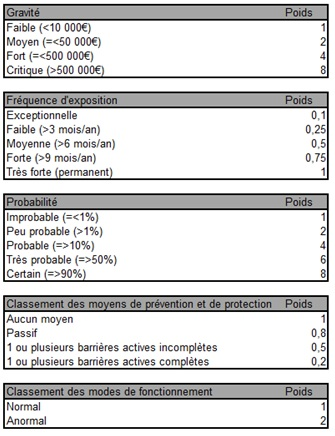 Gravité Poids
Faible (<10 000€) 1
Moyen (=<50 000€) 2
Fort (=<500 000€) 4
Critique (>500 000€) 8
Fréquence d'exposition Poids
Exceptionnelle 0,1
Faible (>3 mois/an) 0,25
Moyenne (>6 mois/an) 0,5
Forte (>9 mois/an) 0,75
Très forte (permanent) 1
Probabilité Poids
Improbable (=<1%) 1
Peu probable (>1%) 2
Probable (=>10%) 4
Très probable (=>50%) 6
Certain (=>90%) 8
Classement des moyens de prévention et de protection Poids
Aucun moyen 1
Passif 0,8
1 ou plusieurs barrières actives incomplètes 0,5
1 ou plusieurs barrières actives complètes 0,2
Classement des modes de fonctionnement Poids
Normal 1
Anormal 2